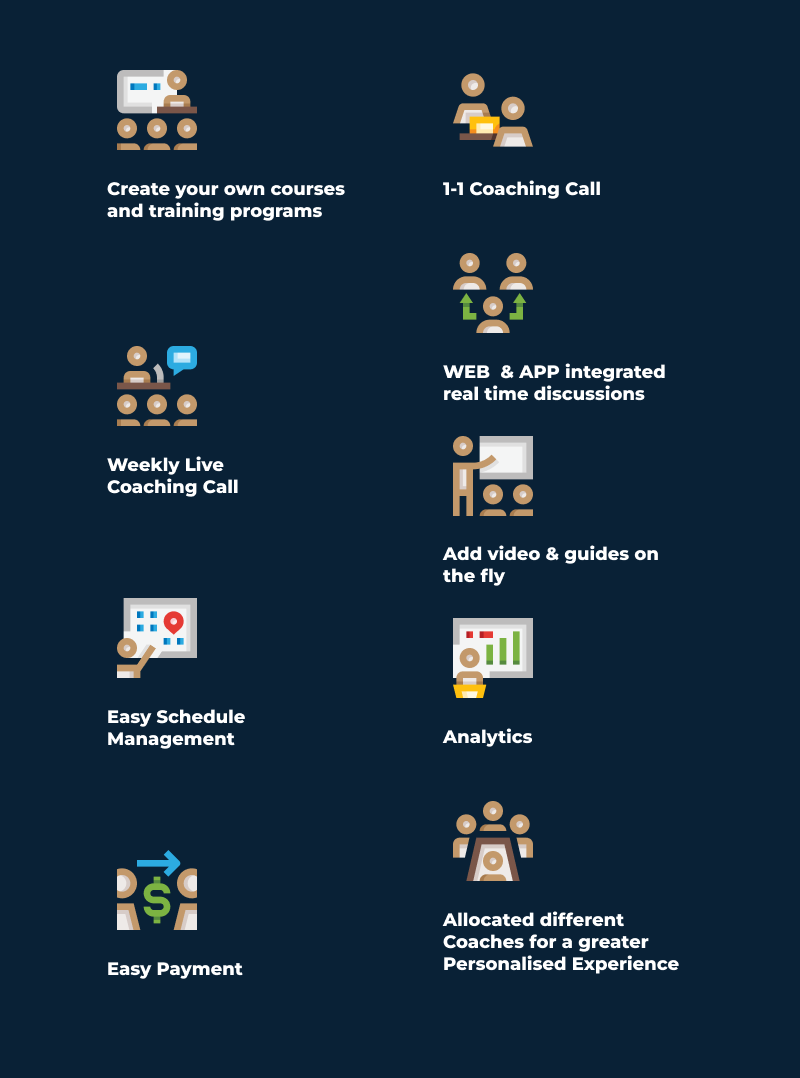 Create your own courses
and training programs
Weekly Live
Coaching Call
Easy Schedule
Management
Easy Payment
1-1 Coaching Call
WEB  & APP integrated
real time discussions
Add video & guides on
the fly
Analytics
Allocated different
Coaches for a greater
Personalised Experience